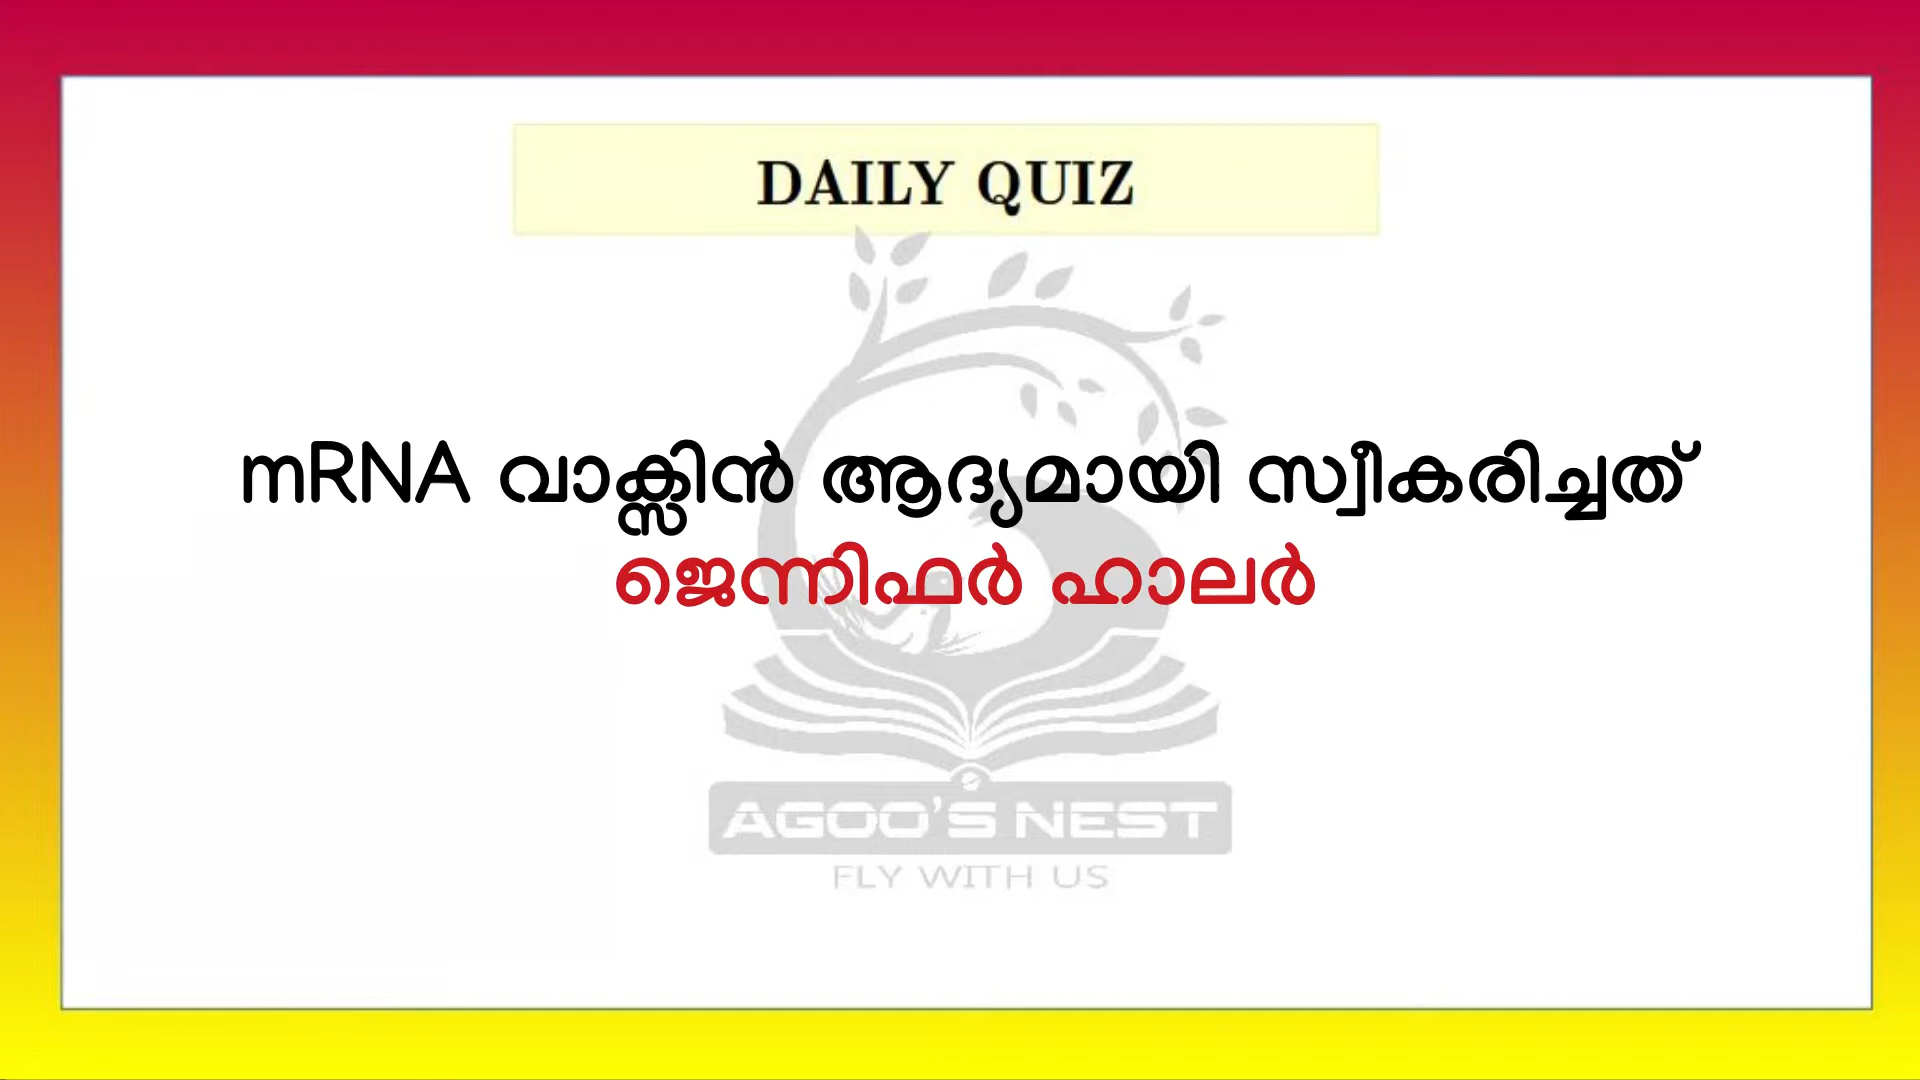 DAILY QUIZ
mRNA വാക്സിൻ ആദ്യമായി സ്വീകരിച്ചത്
ജെന്നിഫർ ഹാലർ
AGOO'S NEST
FLY WITH US